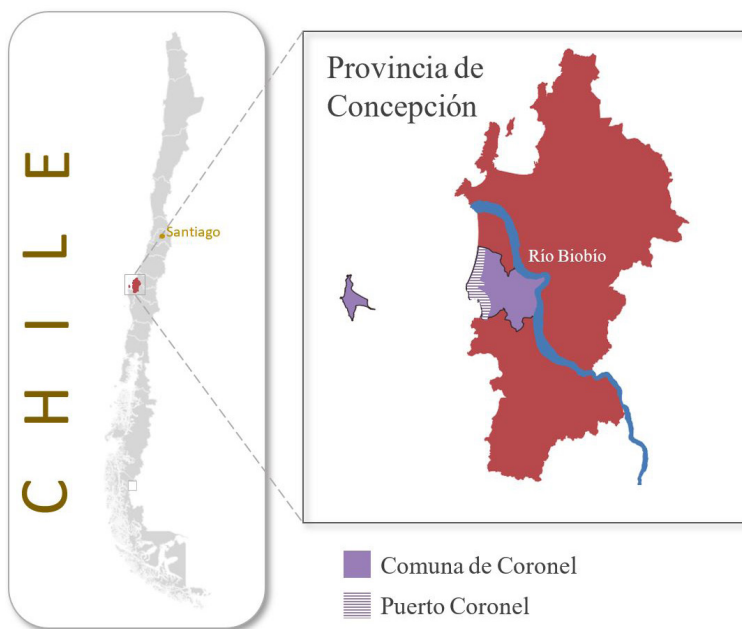 CHILE
Santiago
Provincia de
Concepción
Río Biobío
Comuna de Coronel
Puerto Coronel